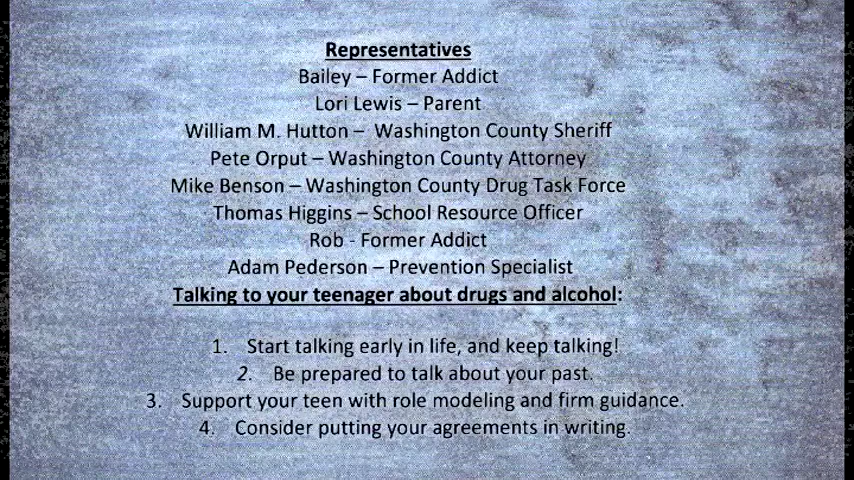 Representatives
Bailey – Former Addict
Lori Lewis – Parent
William M. Hutton – Washington County Sheriff
Pete Orput – Washington County Attorney
Mike Benson – Washington County Drug Task Force
Thomas Higgins – School Resource Officer
Rob - Former Addict
Adam Pederson – Prevention Specialist
Talking to your teenager about drugs and alcohol:
1. Start talking early in life, and keep talking!
2. Be prepared to talk about your past.
3. Support your teen with role modeling and firm guidance.
4. Consider putting your agreements in writing.